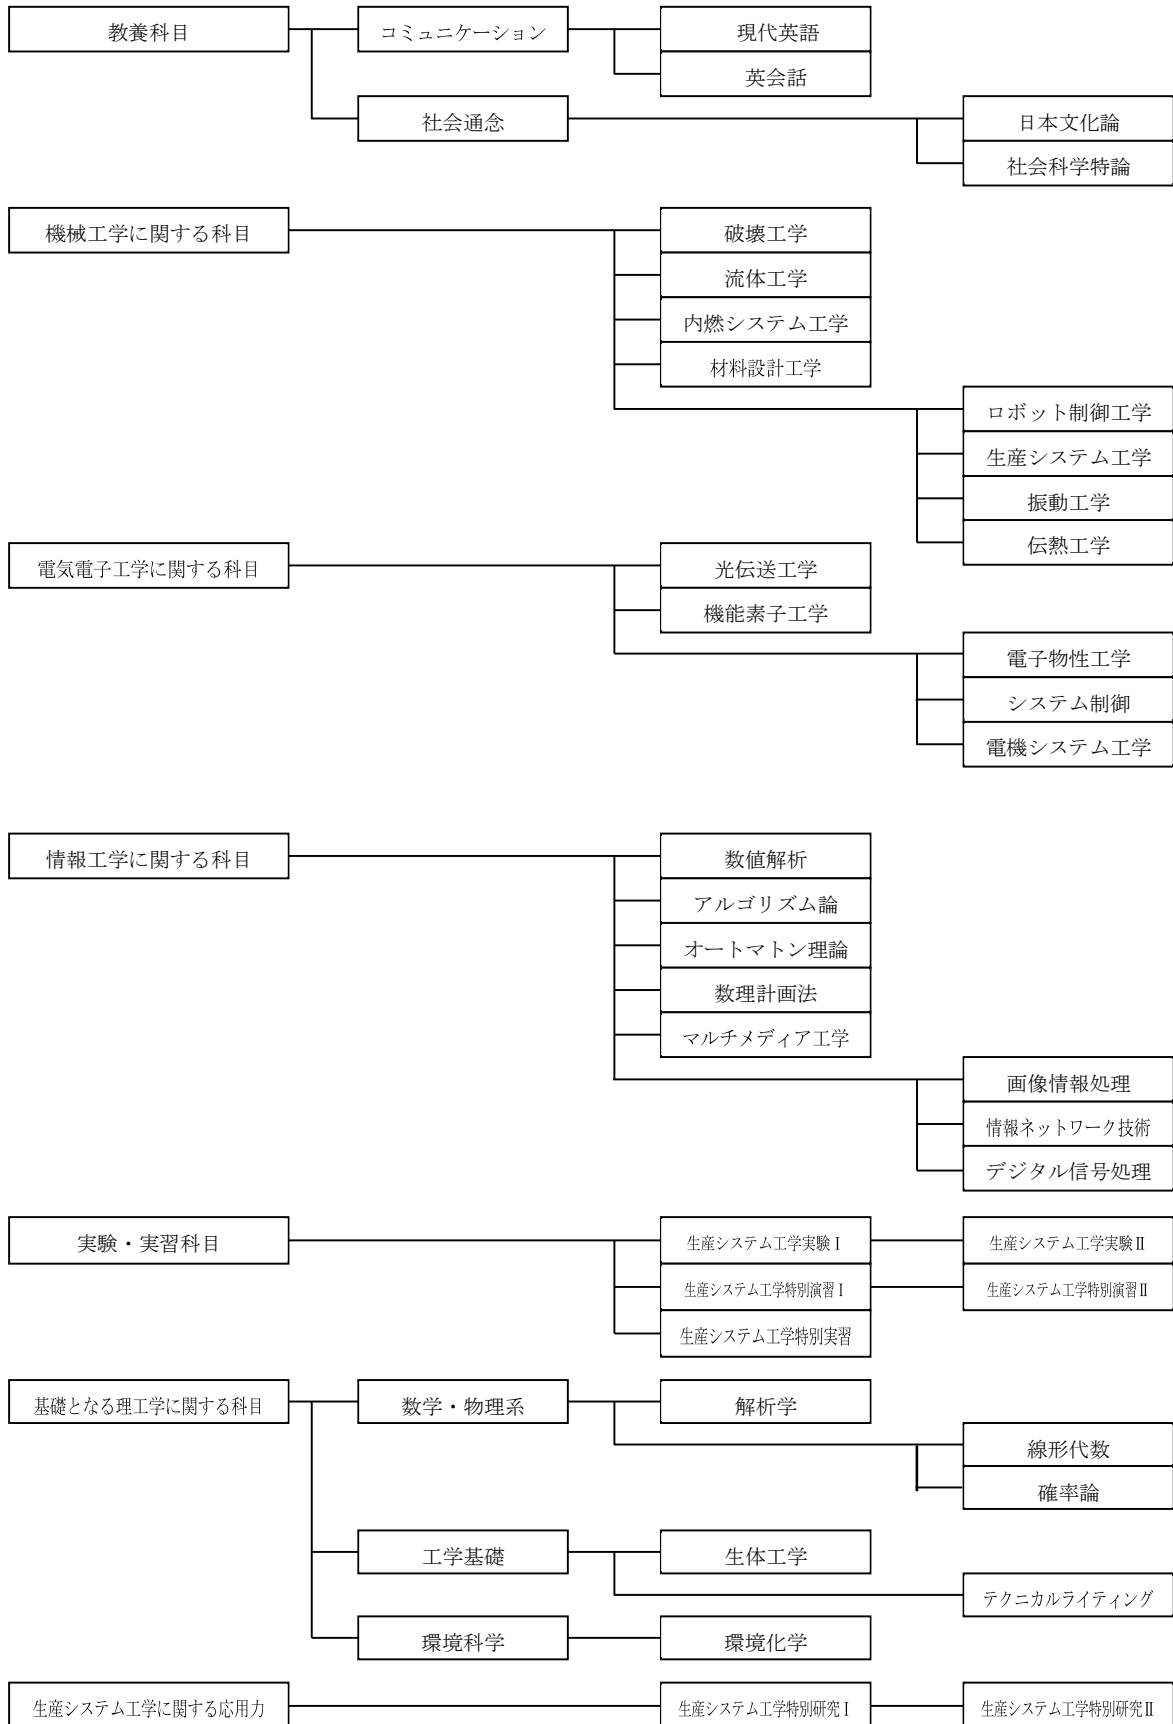 教養科目
コミュニケーション
現代英語
英会話
社会通念
日本文化論
社会科学特論
機械工学に関する科目
破壊工学
流体工学
内燃システム工学
材料設計工学
ロボット制御工学
生産システム工学
振動工学
伝熱工学
電気電子工学に関する科目
光伝送工学
機能素子工学
電子物性工学
システム制御
電機システム工学
情報工学に関する科目
数値解析
アルゴリズム論
オートマトン理論
数理計画法
マルチメディア工学
画像情報処理
情報ネットワーク技術
デジタル信号処理
実験・実習科目
生産システム工学実験Ⅰ
生産システム工学実験Ⅱ
生産システム工学特別演習Ⅰ
生産システム工学特別演習Ⅱ
生産システム工学特別実習
基礎となる理工学に関する科目
数学・物理系
解析学
線形代数
確率論
工学基礎
生体工学
テクニカルライティング
環境科学
環境化学
生産システム工学に関する応用力
生産システム工学特別研究Ⅰ
生産システム工学特別研究Ⅱ